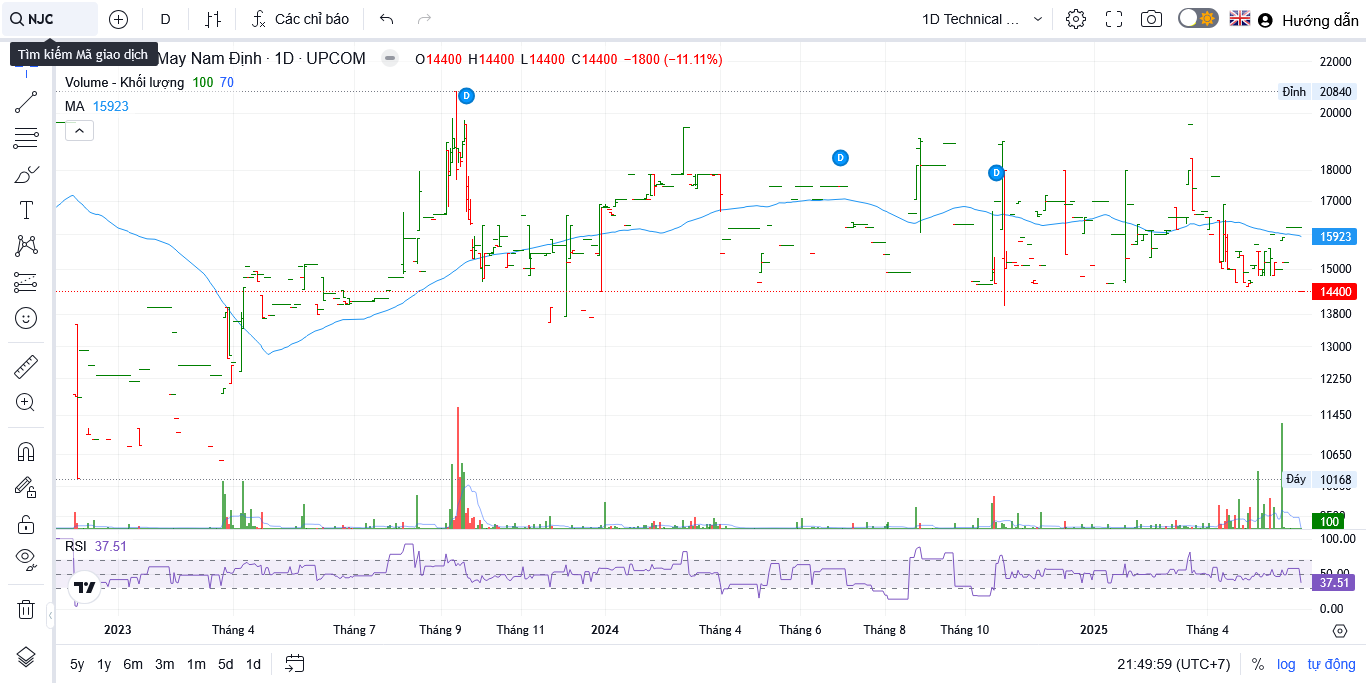 NJC
D
Các chỉ báo
1D Technical ...
Hướng dẫn
Tìm kiếm Mã giao dịch
May Nam Định · 1D · UPCOM
O14400 H14400 L14400 C14400 −1800 (−11.11%)
Volume - Khối lượng 100 70
MA 15923
22000
Đỉnh 20840
20000
18000
17000
15923
15000
14400
13800
13000
12250
11450
10650
Đáy 10168
100
D
D
D
RSI 37.51
100.00
50.00
37.51
0.00
2023
Tháng 4
Tháng 7
Tháng 9
Tháng 11
2024
Tháng 4
Tháng 6
Tháng 8
Tháng 10
2025
Tháng 4
5y 1y 6m 3m 1m 5d 1d
21:49:59 (UTC+7)
% log tự động